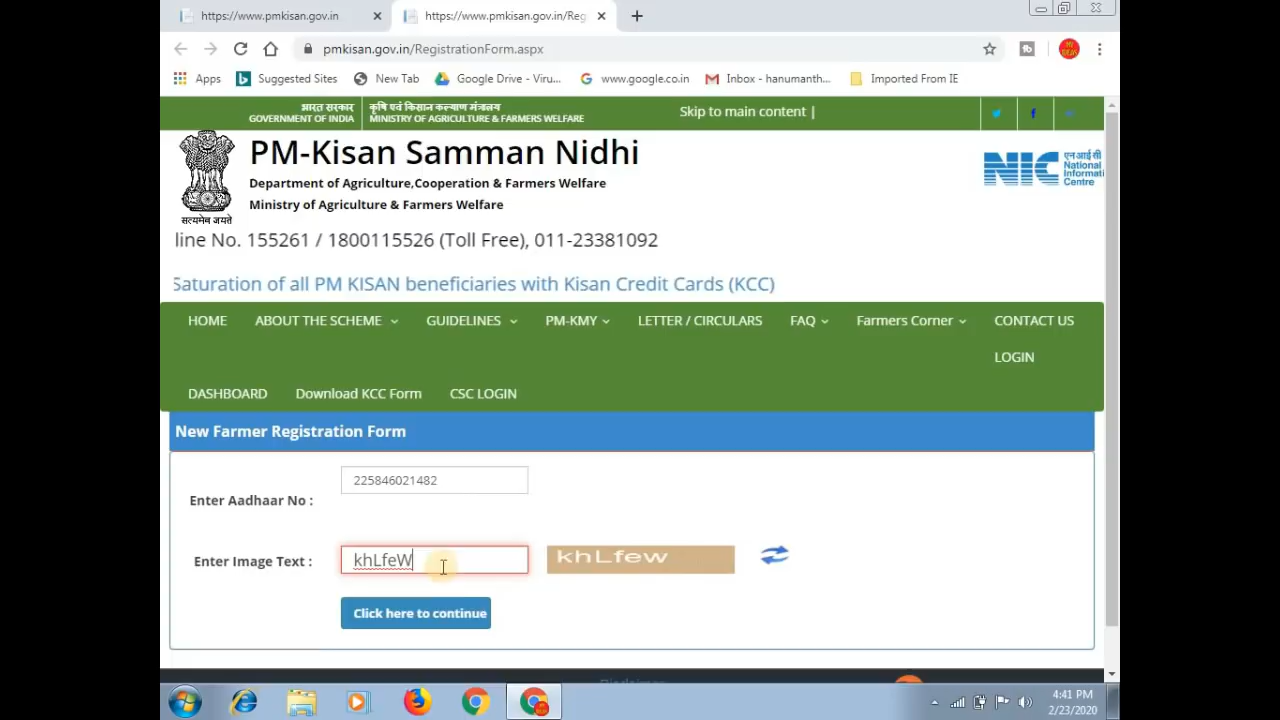 https://www.pmkisan.gov.in
https://www.pmkisan.gov.in/Reg
pmkisan.gov.in/RegistrationForm.aspx
Apps Suggested Sites New Tab Google Drive - Viru... www.google.co.in Inbox - hanumanth... Imported From IE
भारत सरकार
GOVERNMENT OF INDIA
कृषि एवं किसान कल्याण मंत्रालय
MINISTRY OF AGRICULTURE & FARMERS WELFARE
Skip to main content |
PM-Kisan Samman Nidhi
Department of Agriculture,Cooperation & Farmers Welfare
Ministry of Agriculture & Farmers Welfare
सत्यमेव जयते
NIC
एन आई सी
National
Informati
Centre
line No. 155261 / 1800115526 (Toll Free), 011-23381092
Saturation of all PM KISAN beneficiaries with Kisan Credit Cards (KCC)
HOME ABOUT THE SCHEME GUIDELINES PM-KMY LETTER / CIRCULARS FAQ Farmers Corner CONTACT US
LOGIN
DASHBOARD Download KCC Form CSC LOGIN
New Farmer Registration Form
Enter Aadhaar No : 225846021482
Enter Image Text : khLfeW khLfew
Click here to continue
4:41 PM
2/23/2020